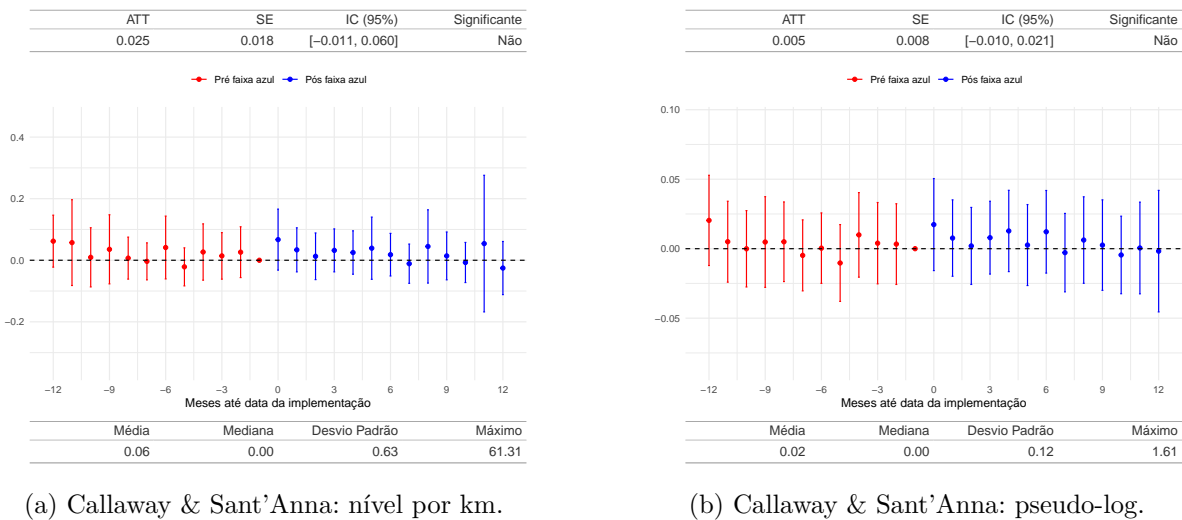 ATT SE IC (95%) Significante
0.025 0.018 [−0.011, 0.060] Não
Pré faixa azul Pós faixa azul
0.4
0.2
0.0
−0.2
−12 −9 −6 −3 0 3 6 9 12
Meses até data da implementação
Média Mediana Desvio Padrão Máximo
0.06 0.00 0.63 61.31
(a) Callaway & Sant'Anna: nível por km.
ATT SE IC (95%) Significante
0.005 0.008 [−0.010, 0.021] Não
Pré faixa azul Pós faixa azul
0.10
0.05
0.00
−0.05
−12 −9 −6 −3 0 3 6 9 12
Meses até data da implementação
Média Mediana Desvio Padrão Máximo
0.02 0.00 0.12 1.61
(b) Callaway & Sant'Anna: pseudo-log.